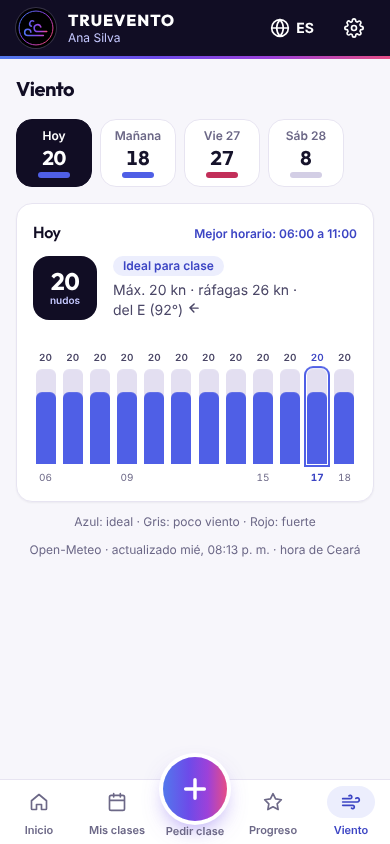 TRUEVENTO
Ana Silva
ES
Viento
Hoy
20
Mañana
18
Vie 27
27
Sáb 28
8
Hoy
Mejor horario: 06:00 a 11:00
20
nudos
Ideal para clase
Máx. 20 kn · ráfagas 26 kn ·
del E (92°) ←
20 20 20 20 20 20 20 20 20 20 20 20
06 09 15 17 18
Azul: ideal · Gris: poco viento · Rojo: fuerte
Open-Meteo · actualizado mié, 08:13 p. m. · hora de Ceará
Inicio
Mis clases
Pedir clase
Progreso
Viento